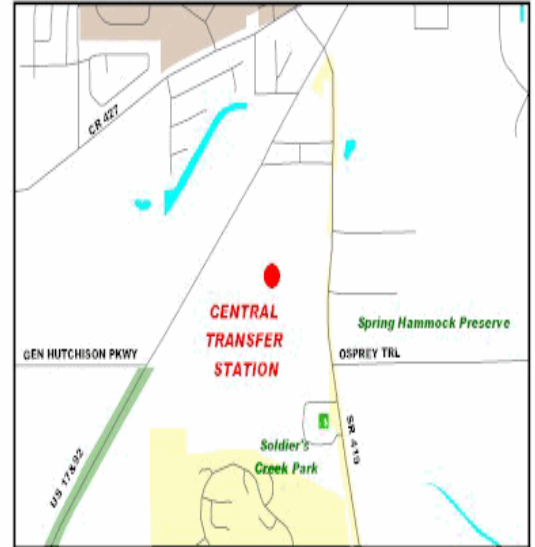 CR 427
CENTRAL
TRANSFER
STATION
Spring Hammock Preserve
GEN HUTCHISON PKWY
OSPREY TRL
US 17&92
SR 419
Soldier's
Creek Park